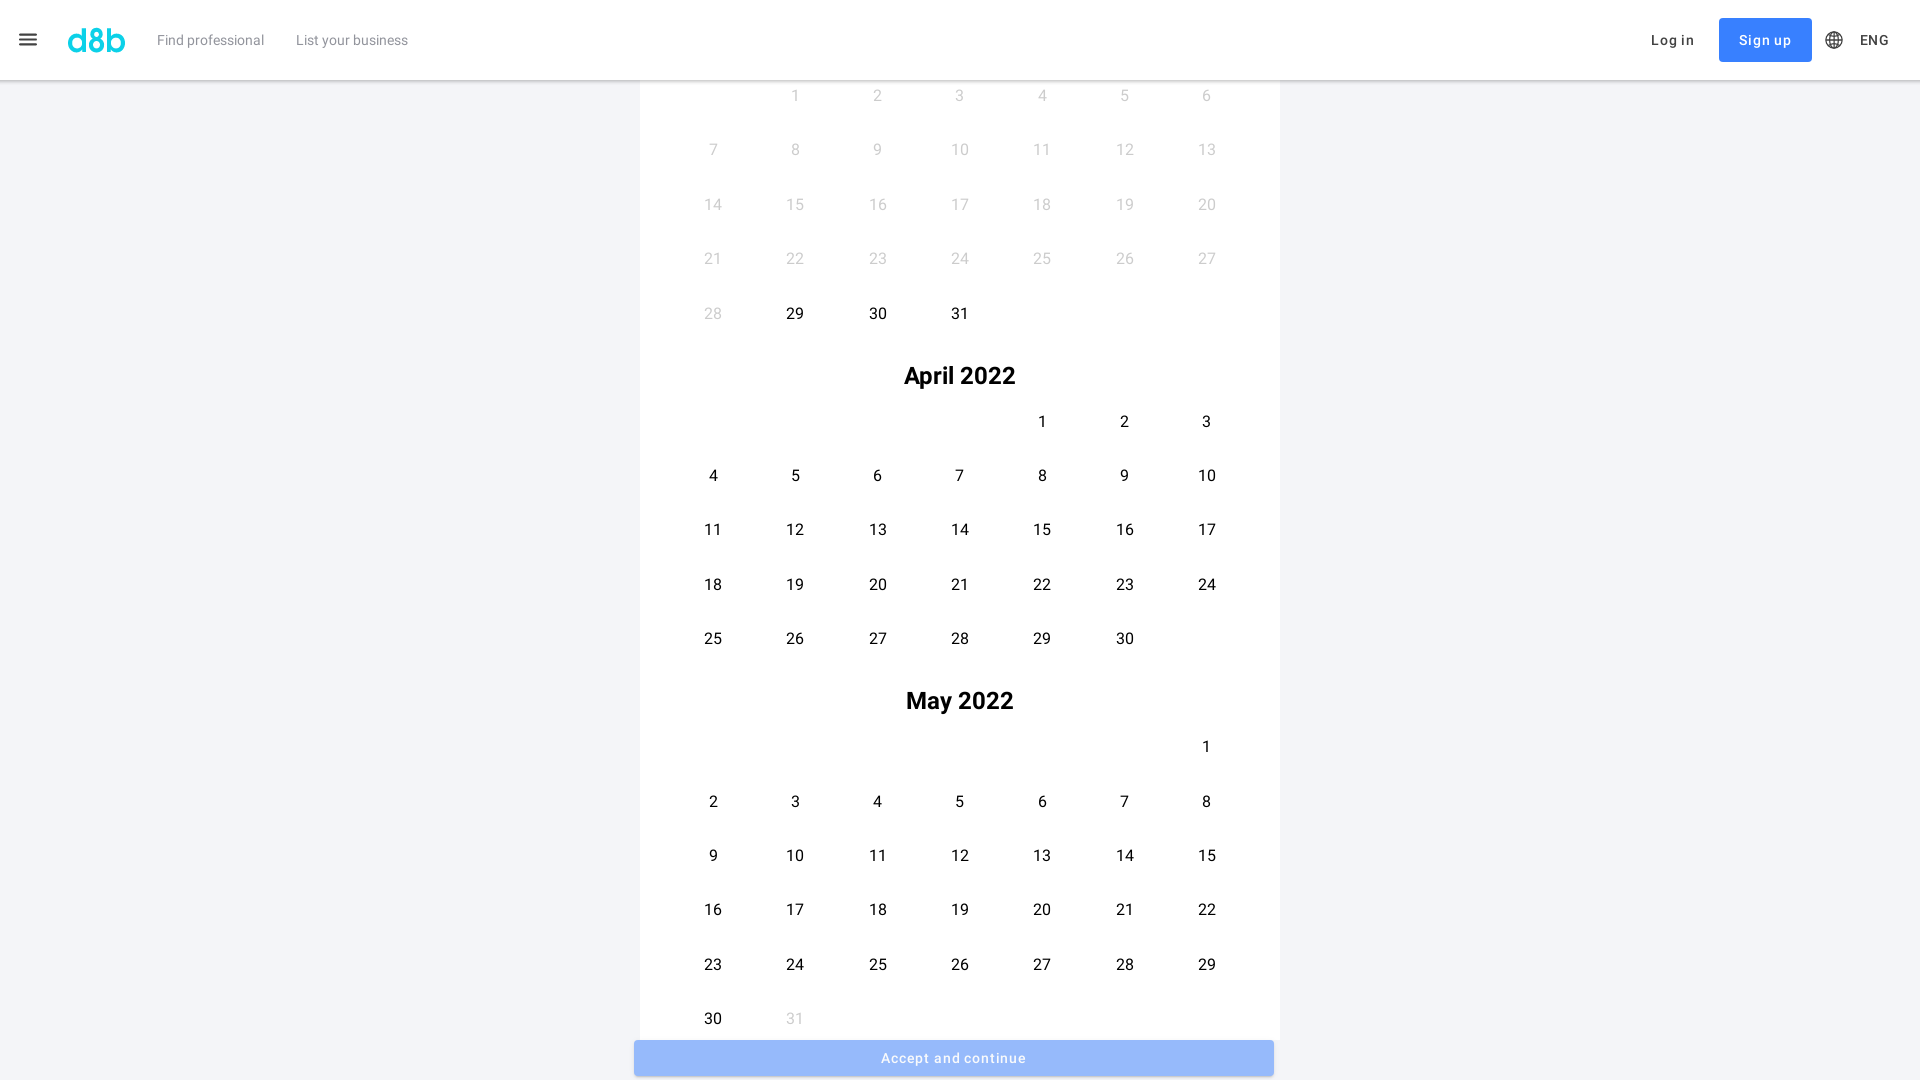 d8b Find professional List your business Log in Sign up ENG
1 2 3 4 5 6
7 8 9 10 11 12 13
14 15 16 17 18 19 20
21 22 23 24 25 26 27
28 29 30 31
April 2022
1 2 3
4 5 6 7 8 9 10
11 12 13 14 15 16 17
18 19 20 21 22 23 24
25 26 27 28 29 30
May 2022
1
2 3 4 5 6 7 8
9 10 11 12 13 14 15
16 17 18 19 20 21 22
23 24 25 26 27 28 29
30 31
Accept and continue